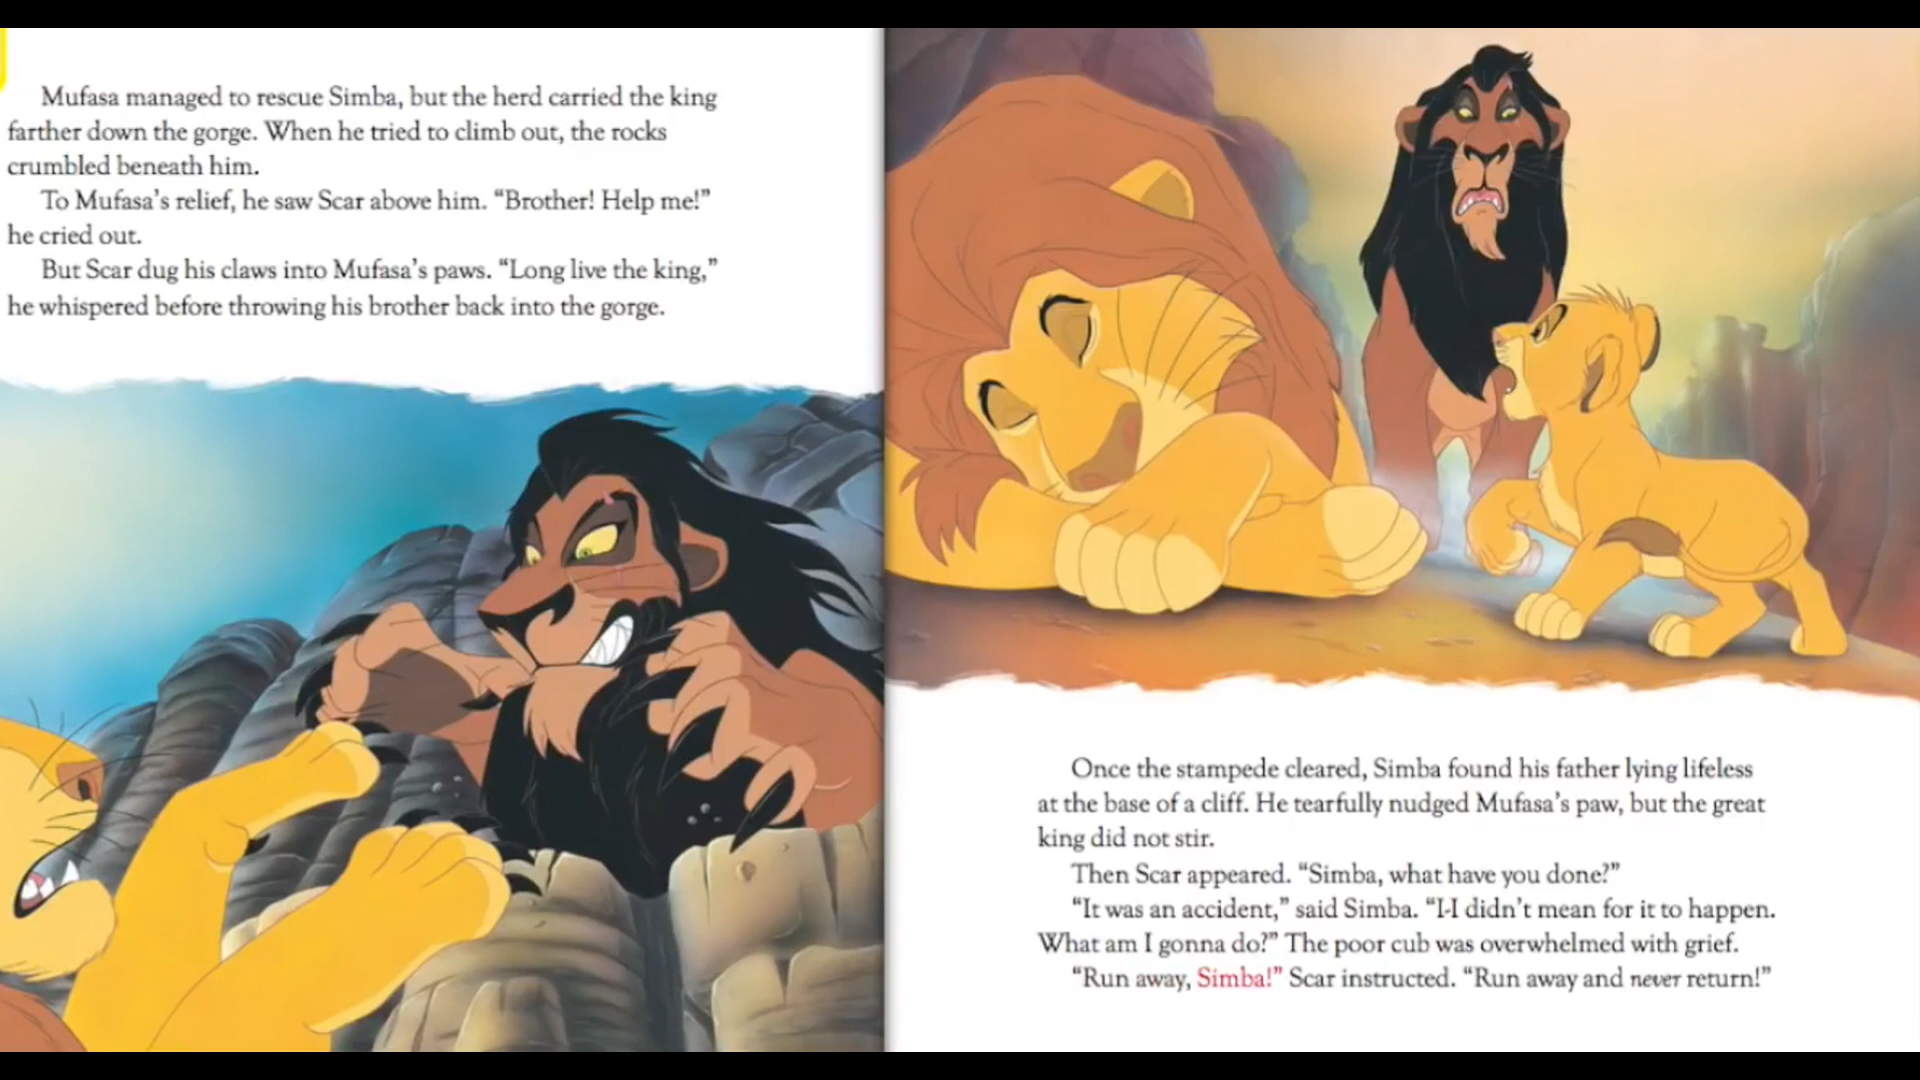 Mufasa managed to rescue Simba, but the herd carried the king
farther down the gorge. When he tried to climb out, the rocks
crumbled beneath him.
To Mufasa’s relief, he saw Scar above him. “Brother! Help me!”
he cried out.
But Scar dug his claws into Mufasa’s paws. “Long live the king,”
he whispered before throwing his brother back into the gorge.
Once the stampede cleared, Simba found his father lying lifeless
at the base of a cliff. He tearfully nudged Mufasa’s paw, but the great
king did not stir.
Then Scar appeared. “Simba, what have you done?”
“It was an accident,” said Simba. “I-I didn’t mean for it to happen.
What am I gonna do?” The poor cub was overwhelmed with grief.
“Run away, Simba!” Scar instructed. “Run away and never return!”